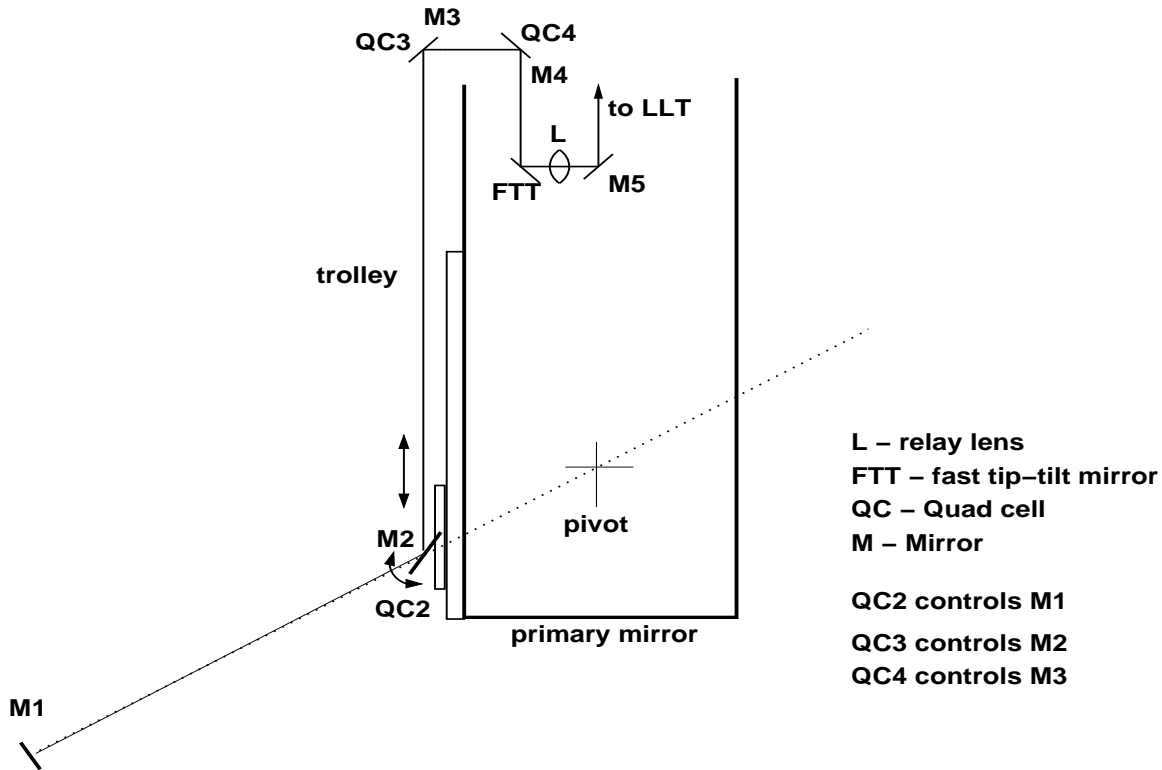 M3
QC3
QC4
M4
to LLT
L
FTT
M5
trolley
pivot
M2
QC2
primary mirror
M1
L – relay lens
FTT – fast tip–tilt mirror
QC – Quad cell
M – Mirror
QC2 controls M1
QC3 controls M2
QC4 controls M3